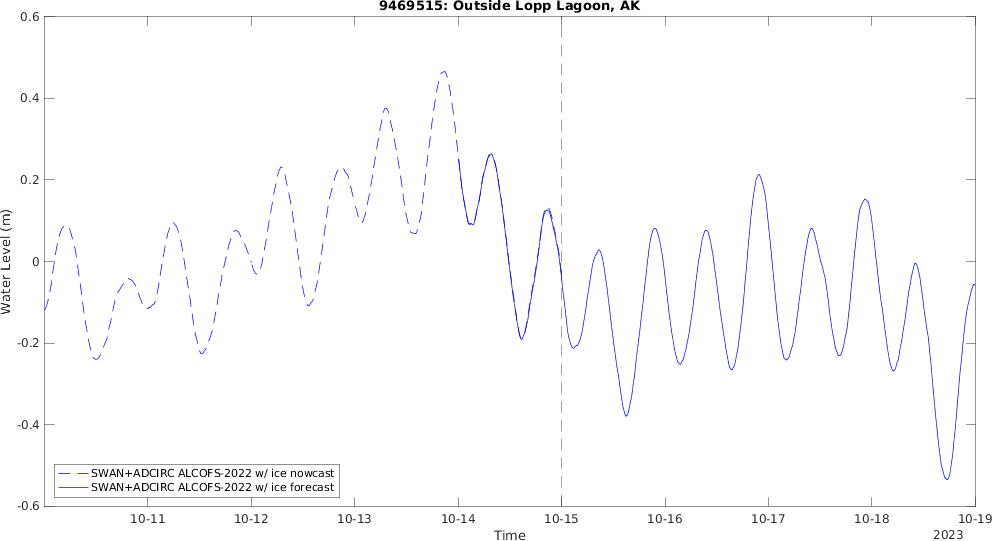 9469515: Outside Lopp Lagoon, AK
0.6
0.4
0.2
0
-0.2
-0.4
-0.6
Water Level (m)
SWAN+ADCIRC ALCOFS-2022 w/ ice nowcast
SWAN+ADCIRC ALCOFS-2022 w/ ice forecast
10-11 10-12 10-13 10-14 10-15 10-16 10-17 10-18 10-19
Time
2023